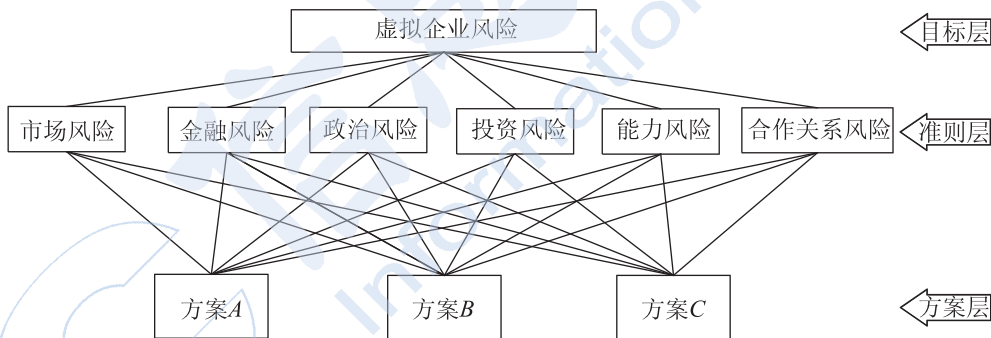 虚拟企业风险
目标层
市场风险
金融风险
政治风险
投资风险
能力风险
合作关系风险
准则层
方案A
方案B
方案C
方案层
Information